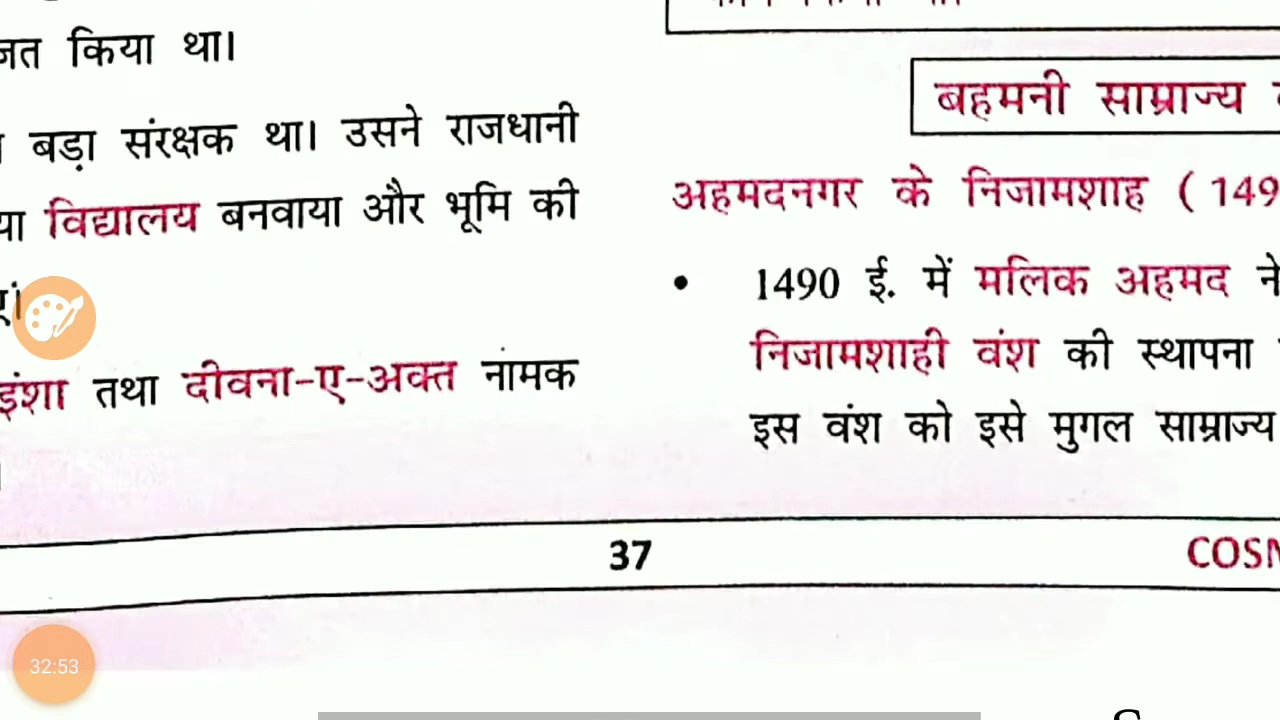 जत किया था।
बड़ा संरक्षक था। उसने राजधानी
या विद्यालय बनवाया और भूमि की
इंशा तथा दीवना-ए-अक्त नामक
बहमनी साम्राज्य
अहमदनगर के निजामशाह ( 149
• 1490 ई. में मलिक अहमद ने
निजामशाही वंश की स्थापना
इस वंश को इसे मुगल साम्राज्य
37
COSM
32:53